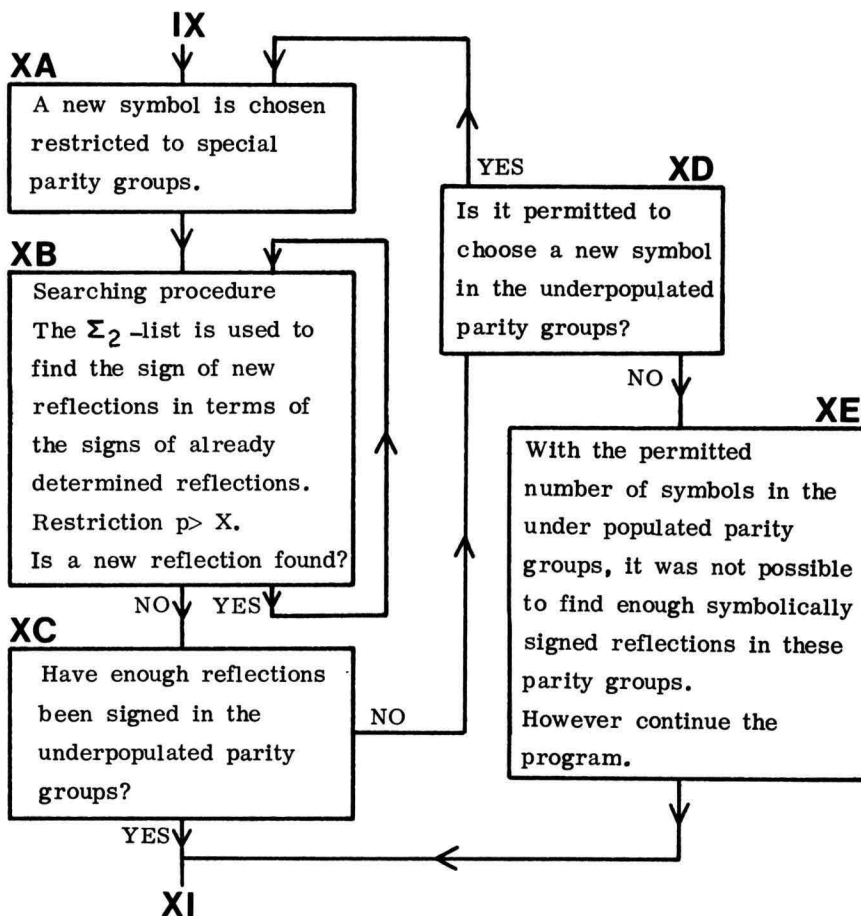 IX
XA
A new symbol is chosen
restricted to special
parity groups.
XB
Searching procedure
The Σ2 -list is used to
find the sign of new
reflections in terms of
the signs of already
determined reflections.
Restriction p> X.
Is a new reflection found?
NO
YES
XC
Have enough reflections
been signed in the
underpopulated parity
groups?
NO
YES
XI
YES
XD
Is it permitted to
choose a new symbol
in the underpopulated
parity groups?
NO
XE
With the permitted
number of symbols in the
under populated parity
groups, it was not possible
to find enough symbolically
signed reflections in these
parity groups.
However continue the
program.